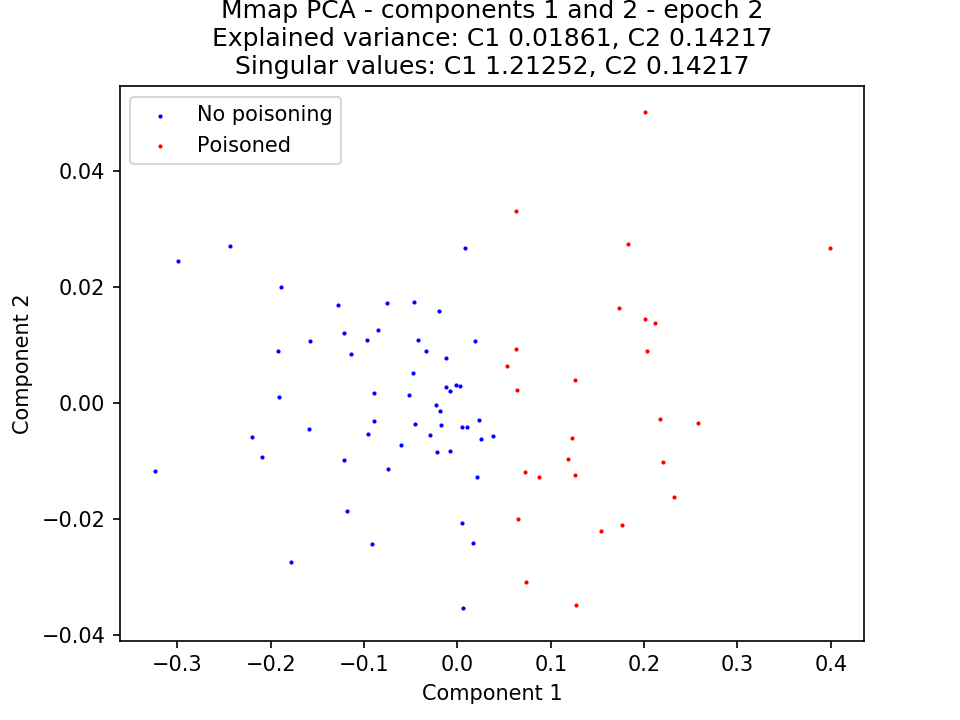 Mmap PCA - components 1 and 2 - epoch 2
Explained variance: C1 0.01861, C2 0.14217
Singular values: C1 1.21252, C2 0.14217
No poisoning
Poisoned
0.04
0.02
0.00
−0.02
−0.04
Component 2
−0.3
−0.2
−0.1
0.0
0.1
0.2
0.3
0.4
Component 1